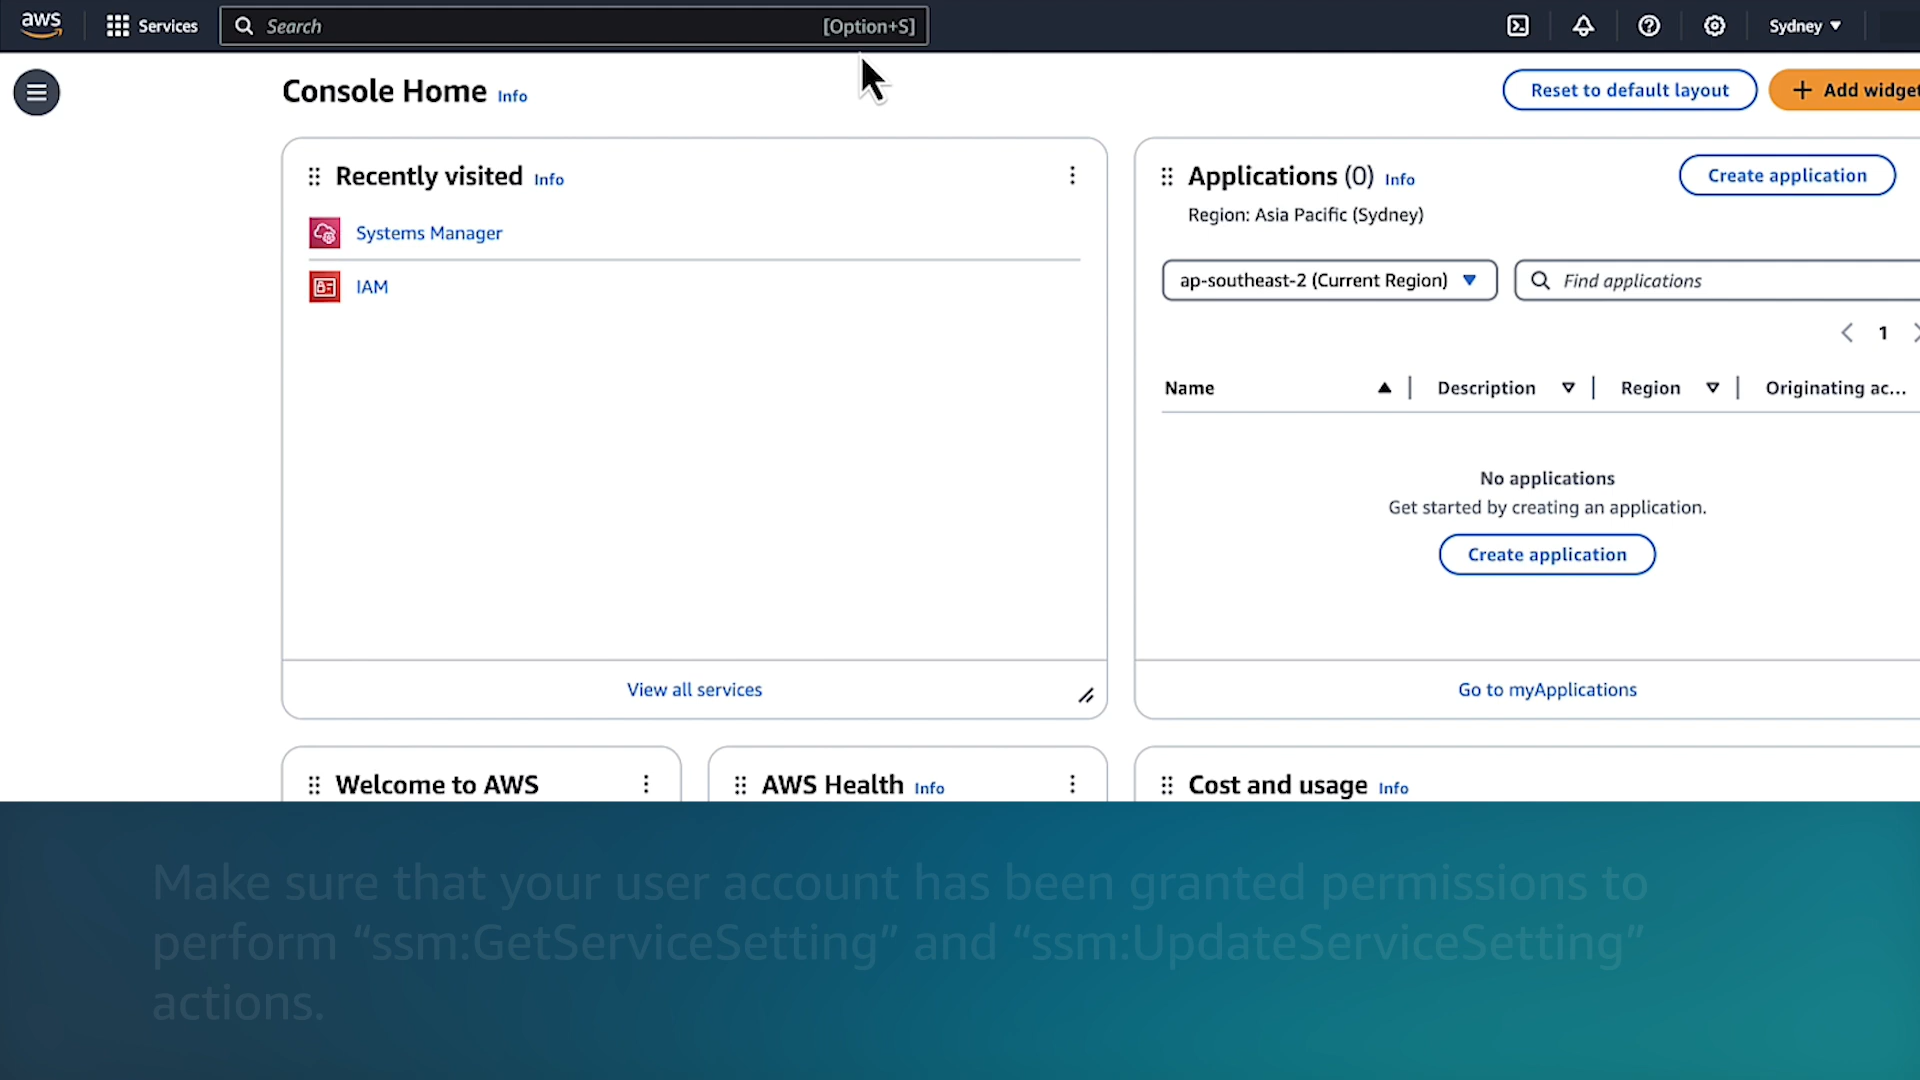 aws
Services
Search
[Option+S]
Sydney
Console Home Info
Reset to default layout
Add widget
Recently visited Info
Systems Manager
IAM
View all services
Applications (0) Info
Create application
Region: Asia Pacific (Sydney)
ap-southeast-2 (Current Region)
Find applications
1
Name
Description
Region
Originating ac...
No applications
Get started by creating an application.
Create application
Go to myApplications
Welcome to AWS
AWS Health Info
Cost and usage Info
Make sure that your user account has been granted permissions to
perform “ssm:GetServiceSetting” and “ssm:UpdateServiceSetting”
actions.